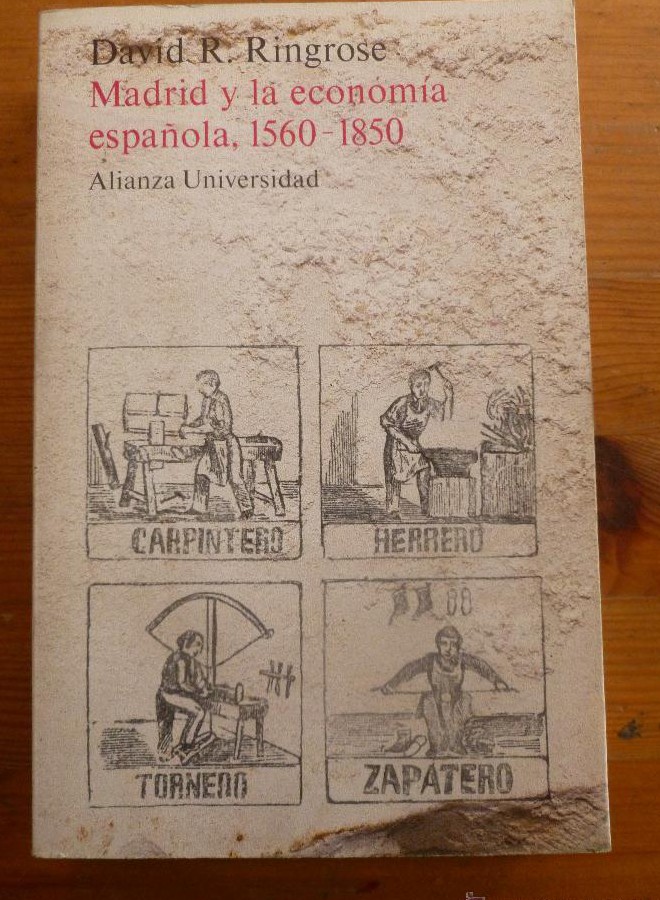 David R. Ringrose
Madrid y la economía
española, 1560-1850
Alianza Universidad
CARPINTERO
HERRERO
TORNERO
ZAPATERO